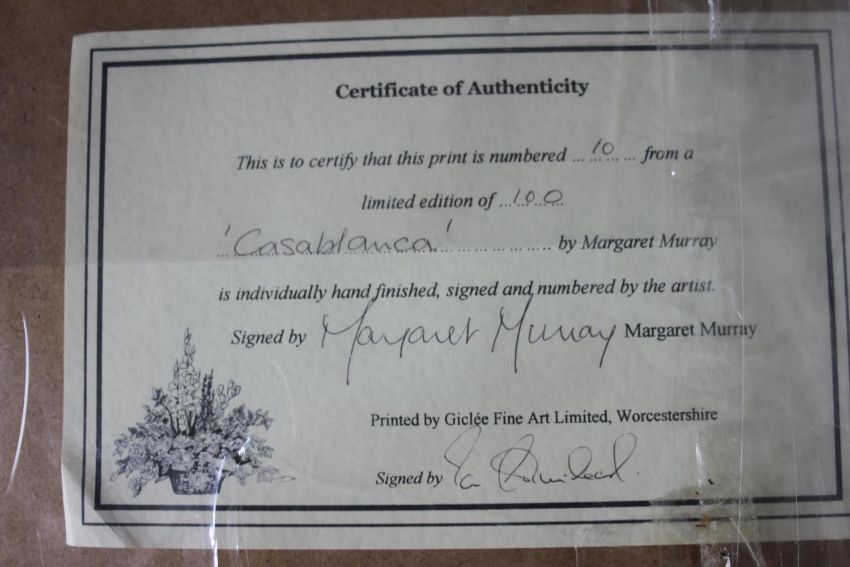 Certificate of Authenticity
This is to certify that this print is numbered ... 10 ... from a
limited edition of ...100...
'Casablanca' .................. by Margaret Murray
is individually hand finished, signed and numbered by the artist.
Signed by Margaret Murray Margaret Murray
Printed by Giclée Fine Art Limited, Worcestershire
Signed by